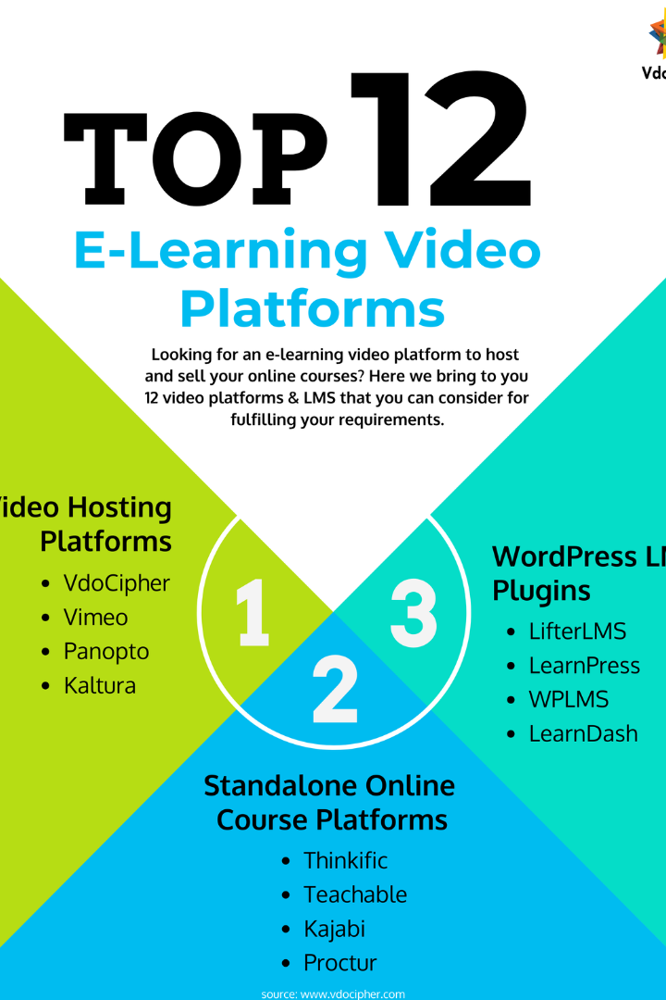 Vdo
TOP 12
E-Learning Video
Platforms
Looking for an e-learning video platform to host
and sell your online courses? Here we bring to you
12 video platforms & LMS that you can consider for
fulfilling your requirements.
ideo Hosting
Platforms
• VdoCipher
• Vimeo
• Panopto
• Kaltura
1
2
3
Standalone Online
Course Platforms
• Thinkific
• Teachable
• Kajabi
• Proctur
WordPress L
Plugins
• LifterLMS
• LearnPress
• WPLMS
• LearnDash
source: www.vdocipher.com